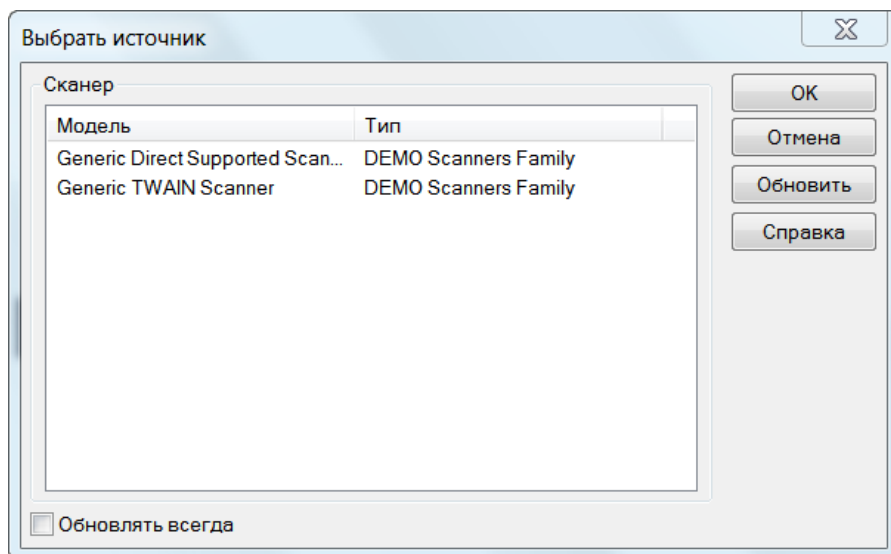 Выбрать источник
Сканер
Модель Тип
Generic Direct Supported Scan... DEMO Scanners Family
Generic TWAIN Scanner DEMO Scanners Family
OK
Отмена
Обновить
Справка
Обновлять всегда